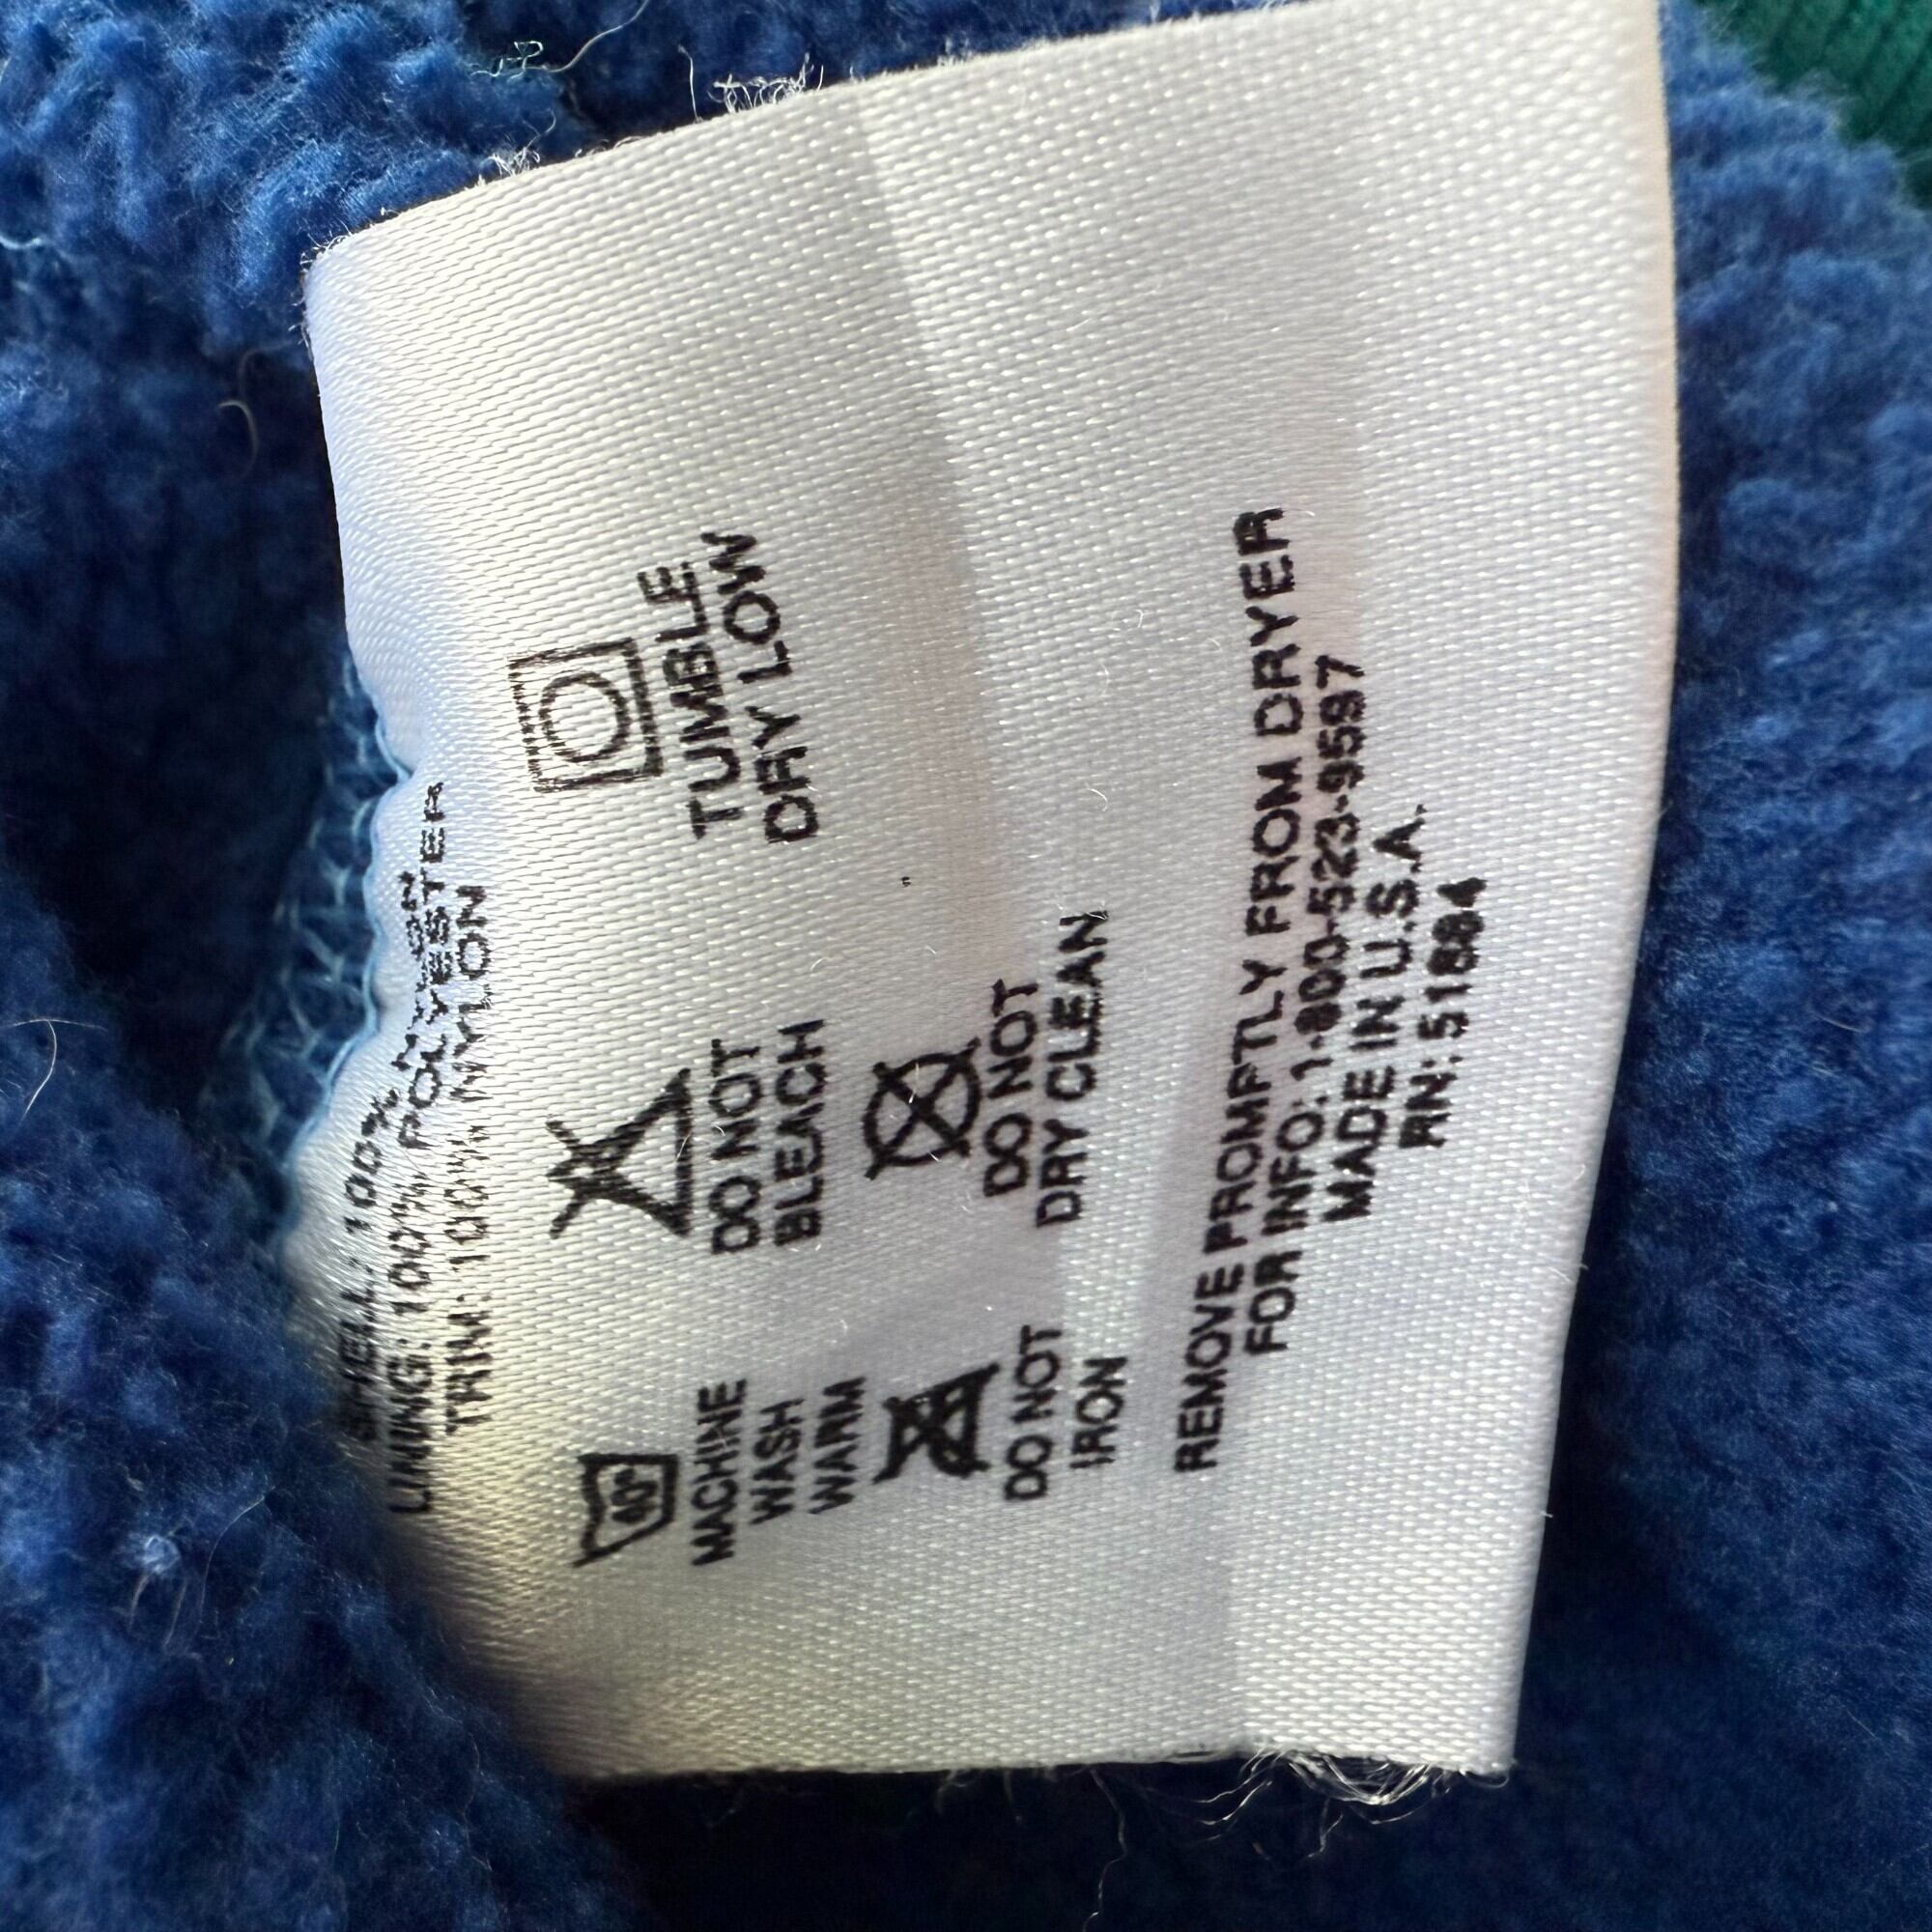 SHELL: 100% NYLON
LINING: 100% POLYESTER
TRIM: 100% NYLON
40°
MACHINE
WASH
WARM
DO NOT
BLEACH
TUMBLE
DRY LOW
DO NOT
IRON
DO NOT
DRY CLEAN
REMOVE PROMPTLY FROM DRYER
FOR INFO: 1-800-523-9597
MADE IN U.S.A.
RN: 51884